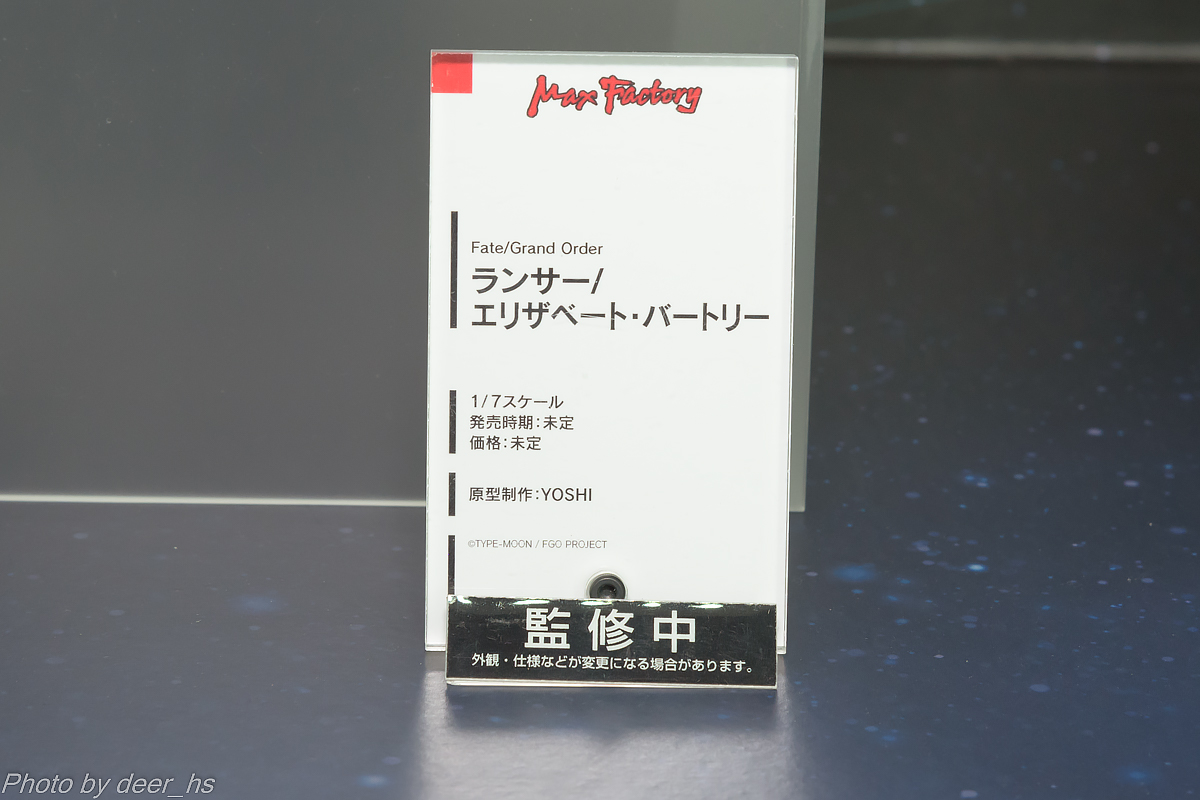 Max Factory
Fate/Grand Order
ランサー/
エリザベート・バートリー
1/7スケール
発売時期：未定
価格：未定
原型制作：YOSHI
©TYPE-MOON / FGO PROJECT
監修中
外観・仕様などが変更になる場合があります。
Photo by deer_hs